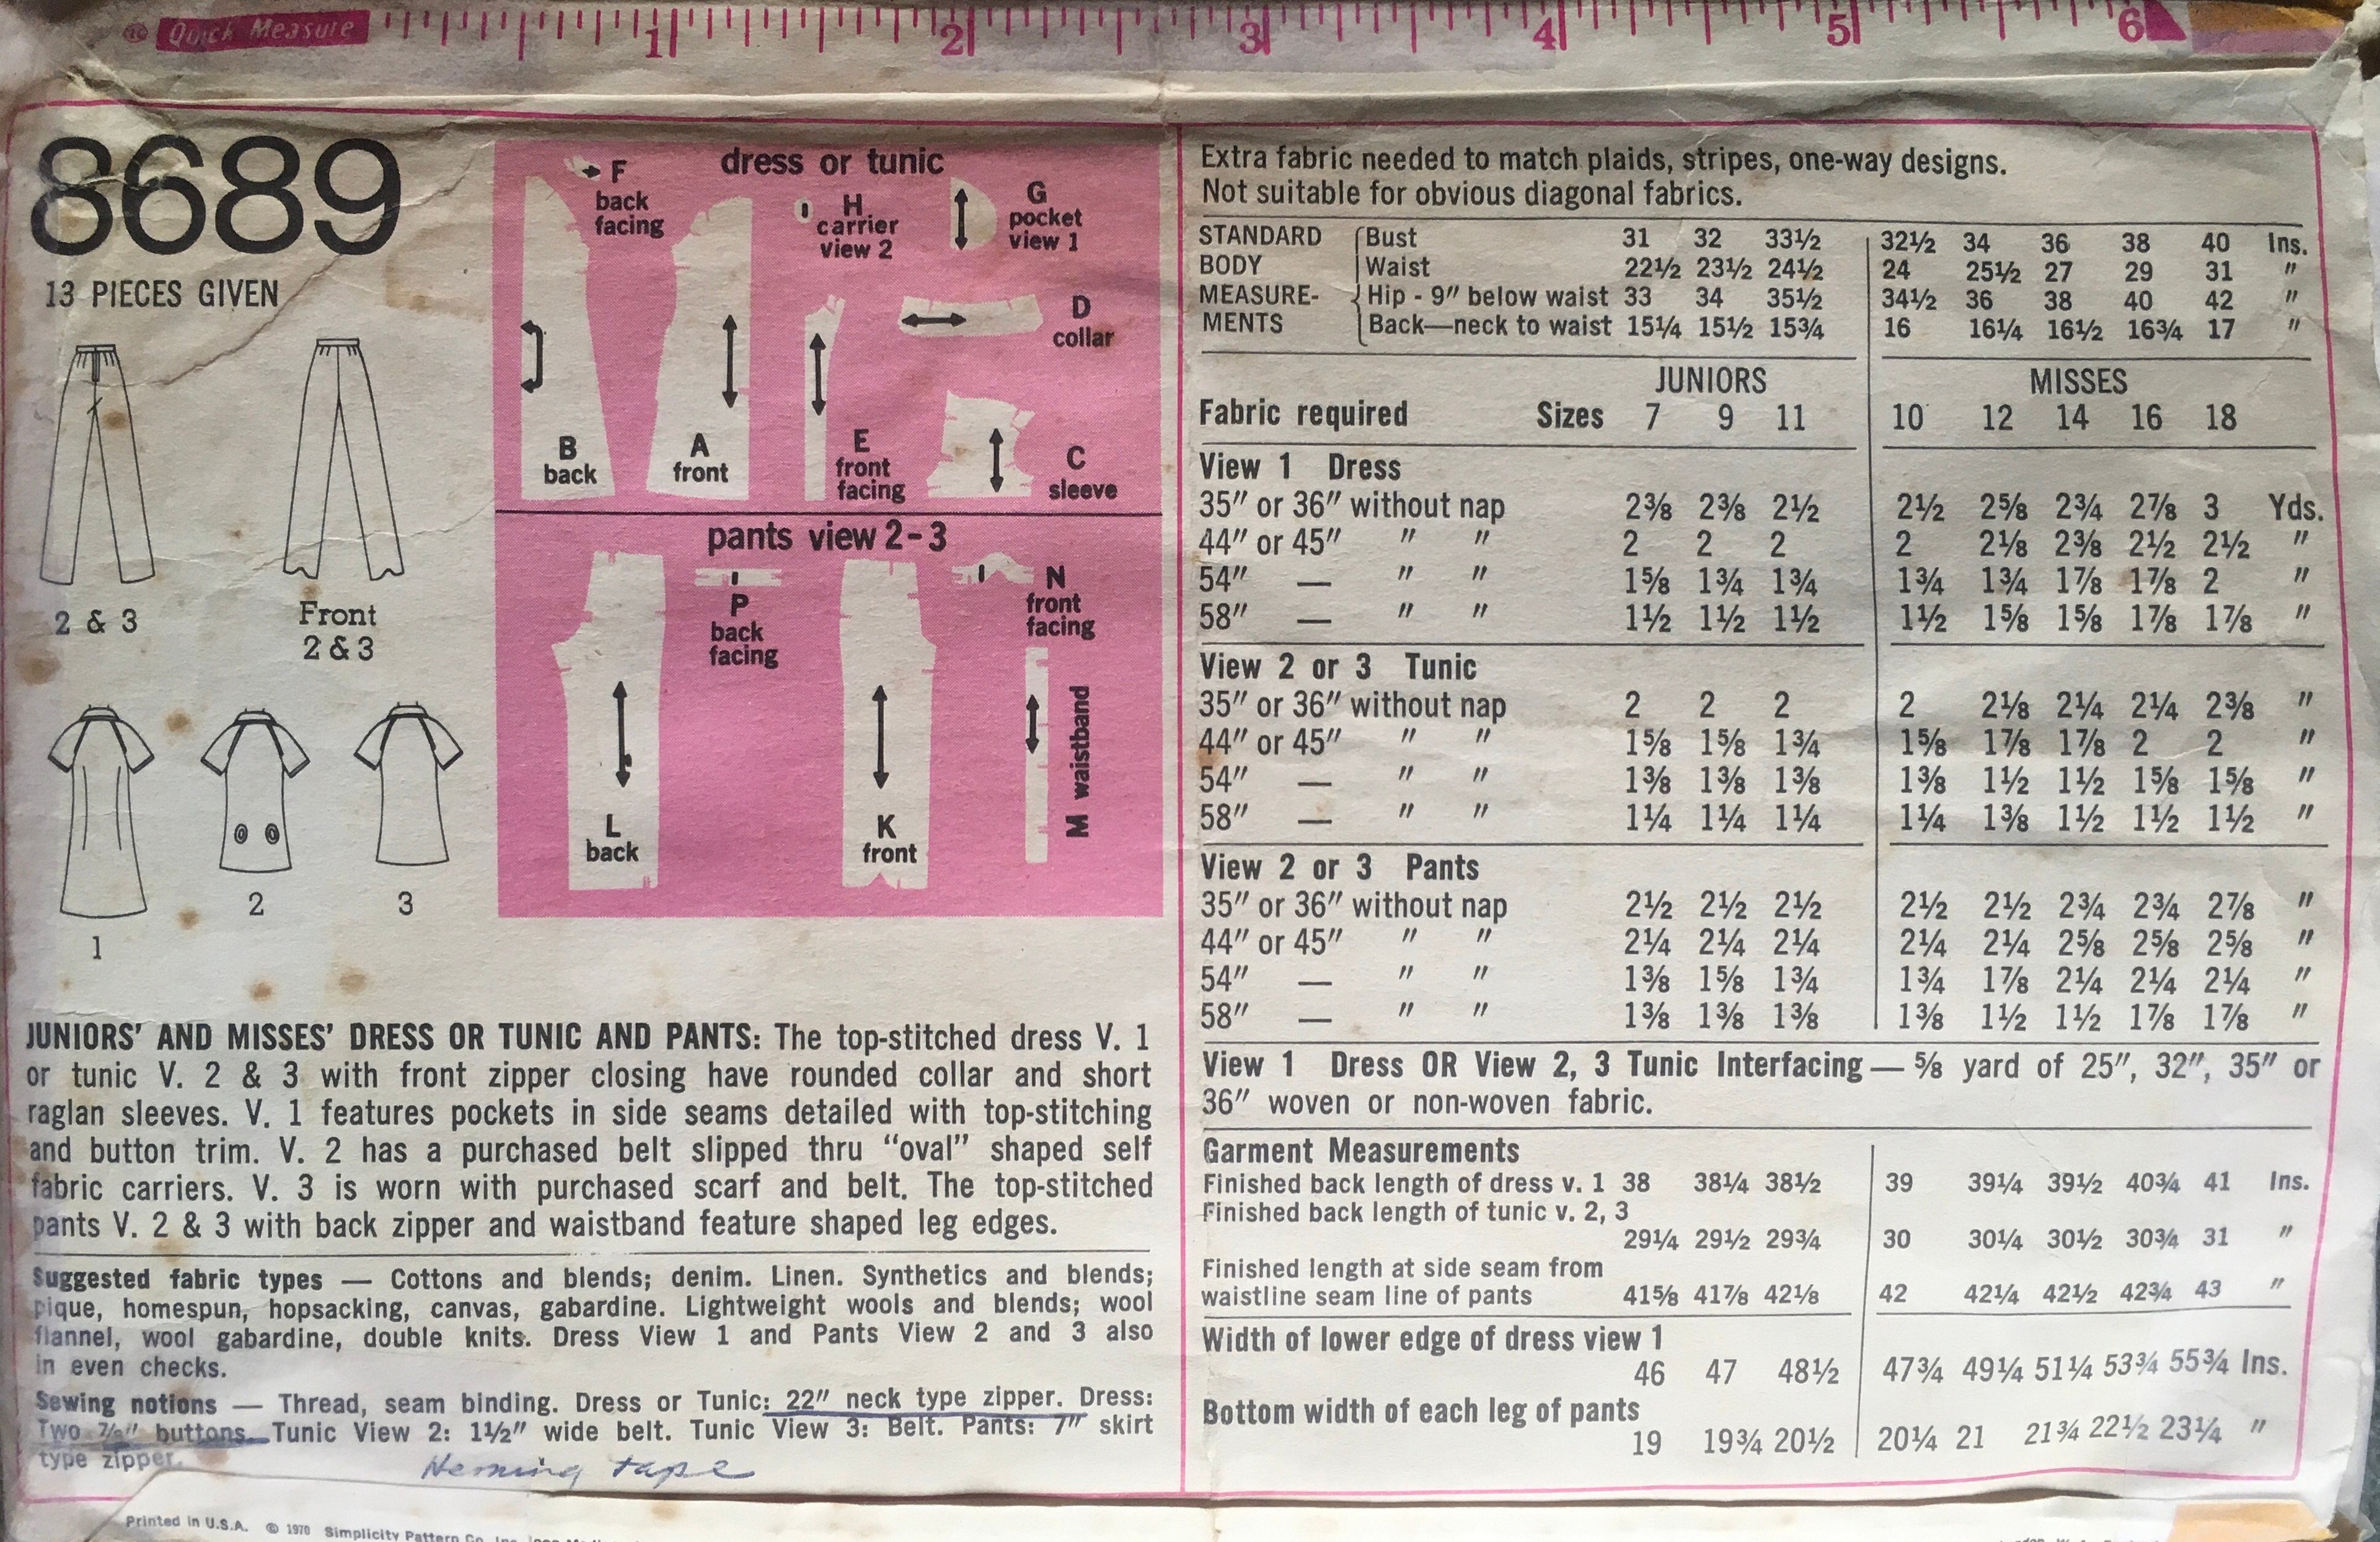 Quick Measure 1 2 3 4 5 6
8689
13 PIECES GIVEN
2 & 3
Front
2 & 3
1
2
3
dress or tunic
F
back
facing
H
carrier
view 2
G
pocket
view 1
D
collar
B
back
A
front
E
front
facing
C
sleeve
pants view 2-3
P
back
facing
N
front
facing
L
back
K
front
M waistband
JUNIORS' AND MISSES' DRESS OR TUNIC AND PANTS: The top-stitched dress V. 1
or tunic V. 2 & 3 with front zipper closing have rounded collar and short
raglan sleeves. V. 1 features pockets in side seams detailed with top-stitching
and button trim. V. 2 has a purchased belt slipped thru "oval" shaped self
fabric carriers. V. 3 is worn with purchased scarf and belt. The top-stitched
pants V. 2 & 3 with back zipper and waistband feature shaped leg edges.
Suggested fabric types — Cottons and blends; denim. Linen. Synthetics and blends;
pique, homespun, hopsacking, canvas, gabardine. Lightweight wools and blends; wool
flannel, wool gabardine, double knits. Dress View 1 and Pants View 2 and 3 also
in even checks.
Sewing notions — Thread, seam binding. Dress or Tunic: 22" neck type zipper. Dress:
Two 7/8" buttons. Tunic View 2: 1½" wide belt. Tunic View 3: Belt. Pants: 7" skirt
type zipper.
Hemming tape
Printed in U.S.A. © 1970 Simplicity Pattern Co.
Extra fabric needed to match plaids, stripes, one-way designs.
Not suitable for obvious diagonal fabrics.
STANDARD Bust 31 32 33½ 32½ 34 36 38 40 Ins.
BODY Waist 22½ 23½ 24½ 24 25½ 27 29 31 "
MEASURE- Hip - 9" below waist 33 34 35½ 34½ 36 38 40 42 "
MENTS Back—neck to waist 15¼ 15½ 15¾ 16 16¼ 16½ 16¾ 17 "
JUNIORS MISSES
Fabric required Sizes 7 9 11 10 12 14 16 18
View 1 Dress
35" or 36" without nap 2⅜ 2⅜ 2½ 2½ 2⅝ 2¾ 2⅞ 3 Yds.
44" or 45" " " 2 2 2 2 2⅛ 2⅜ 2½ 2½ "
54" — " " 1⅝ 1¾ 1¾ 1¾ 1¾ 1⅞ 1⅞ 2 "
58" — " " 1½ 1½ 1½ 1½ 1⅝ 1⅝ 1⅞ 1⅞ "
View 2 or 3 Tunic
35" or 36" without nap 2 2 2 2 2⅛ 2¼ 2¼ 2⅜ "
44" or 45" " " 1⅝ 1⅝ 1¾ 1⅝ 1⅞ 1⅞ 2 2 "
54" — " " 1⅜ 1⅜ 1⅜ 1⅜ 1½ 1½ 1⅝ 1⅝ "
58" — " " 1¼ 1¼ 1¼ 1¼ 1⅜ 1½ 1½ 1½ "
View 2 or 3 Pants
35" or 36" without nap 2½ 2½ 2½ 2½ 2½ 2¾ 2¾ 2⅞ "
44" or 45" " " 2¼ 2¼ 2¼ 2¼ 2¼ 2⅝ 2⅝ 2⅝ "
54" — " " 1⅜ 1⅝ 1¾ 1¾ 1⅞ 2¼ 2¼ 2¼ "
58" — " " 1⅜ 1⅜ 1⅜ 1⅜ 1½ 1½ 1⅞ 1⅞ "
View 1 Dress OR View 2, 3 Tunic Interfacing — ⅝ yard of 25", 32", 35" or
36" woven or non-woven fabric.
Garment Measurements
Finished back length of dress v. 1 38 38¼ 38½ 39 39¼ 39½ 40¾ 41 Ins.
Finished back length of tunic v. 2, 3
29¼ 29½ 29¾ 30 30¼ 30½ 30¾ 31 "
Finished length at side seam from
waistline seam line of pants 41⅝ 41⅞ 42⅛ 42 42¼ 42½ 42¾ 43 "
Width of lower edge of dress view 1
46 47 48½ 47¾ 49¼ 51¼ 53¾ 55¾ Ins.
Bottom width of each leg of pants
19 19¾ 20½ 20¼ 21 21¾ 22½ 23¼ "